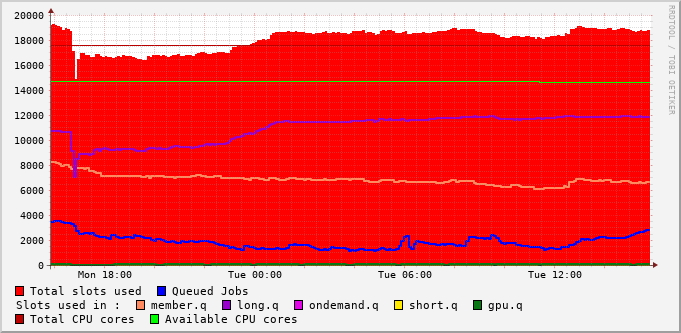 20000
18000
16000
14000
12000
10000
8000
6000
4000
2000
0
Mon 18:00 Tue 00:00 Tue 06:00 Tue 12:00
Total slots used Queued Jobs
Slots used in : member.q long.q ondemand.q short.q gpu.q
Total CPU cores Available CPU cores
RRDTOOL / TOBI OETIKER